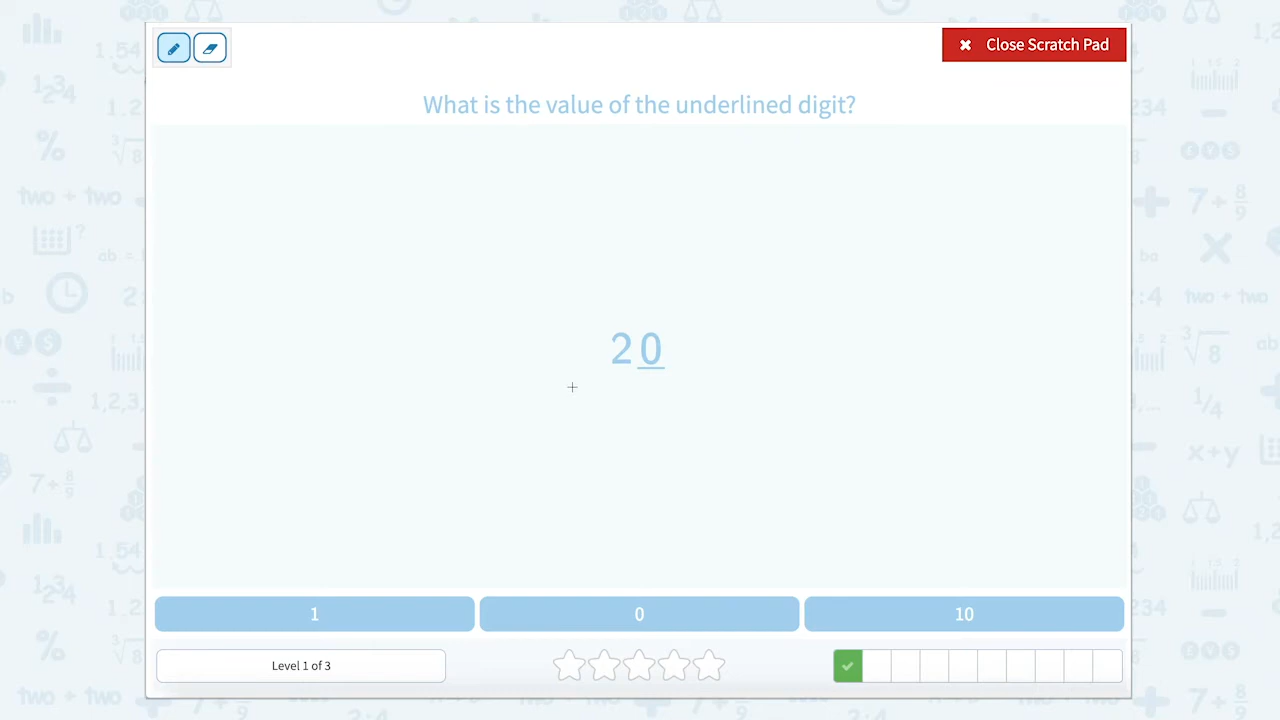 Close Scratch Pad
What is the value of the underlined digit?
20
1
0
10
Level 1 of 3